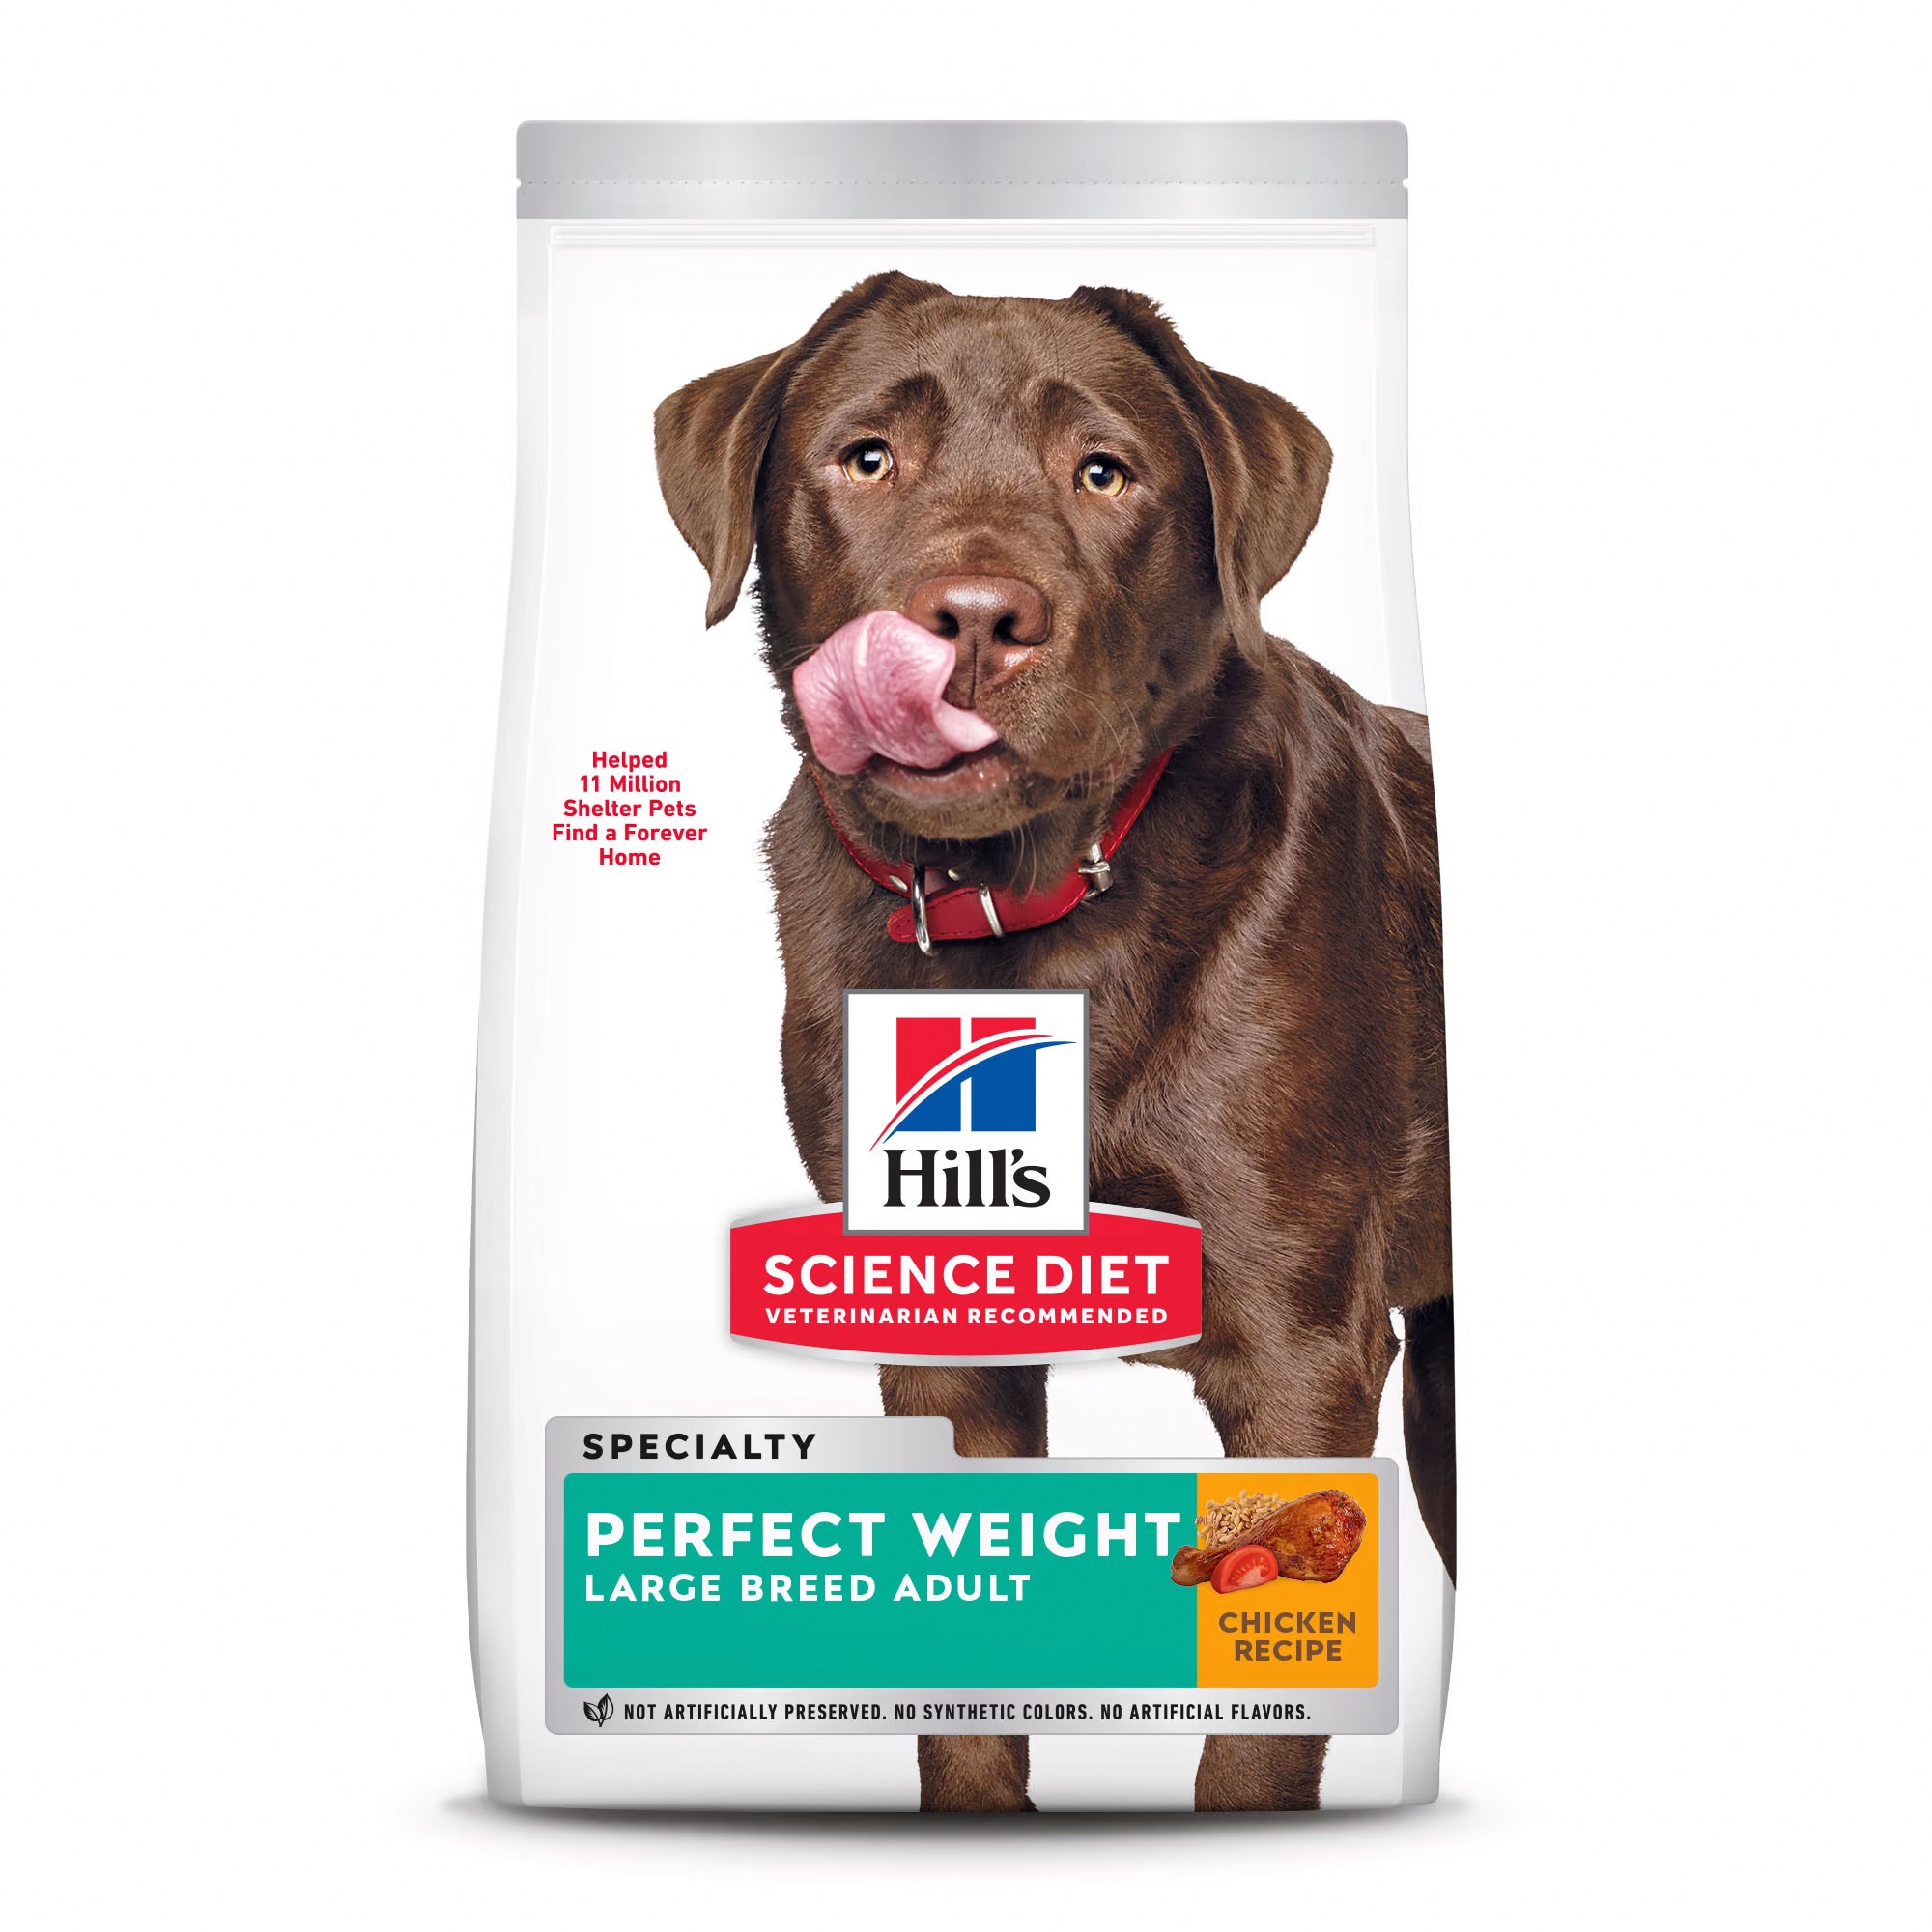 Helped
11 Million
Shelter Pets
Find a Forever
Home
Hill's
SCIENCE DIET
VETERINARIAN RECOMMENDED
SPECIALTY
PERFECT WEIGHT
LARGE BREED ADULT
CHICKEN
RECIPE
NOT ARTIFICIALLY PRESERVED. NO SYNTHETIC COLORS. NO ARTIFICIAL FLAVORS.